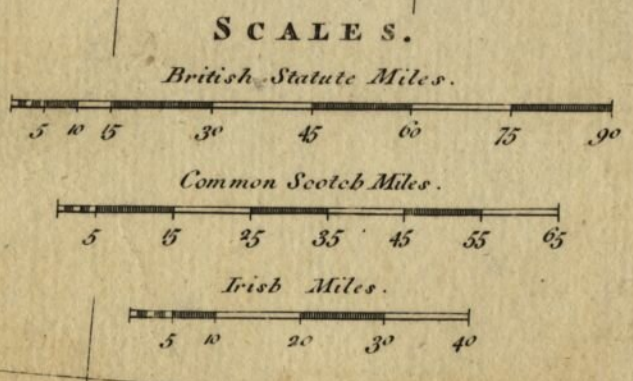 SCALES.
British Statute Miles.
5 10 15 30 45 60 75 90
Common Scotch Miles.
5 15 25 35 45 55 65
Irish Miles.
5 10 20 30 40